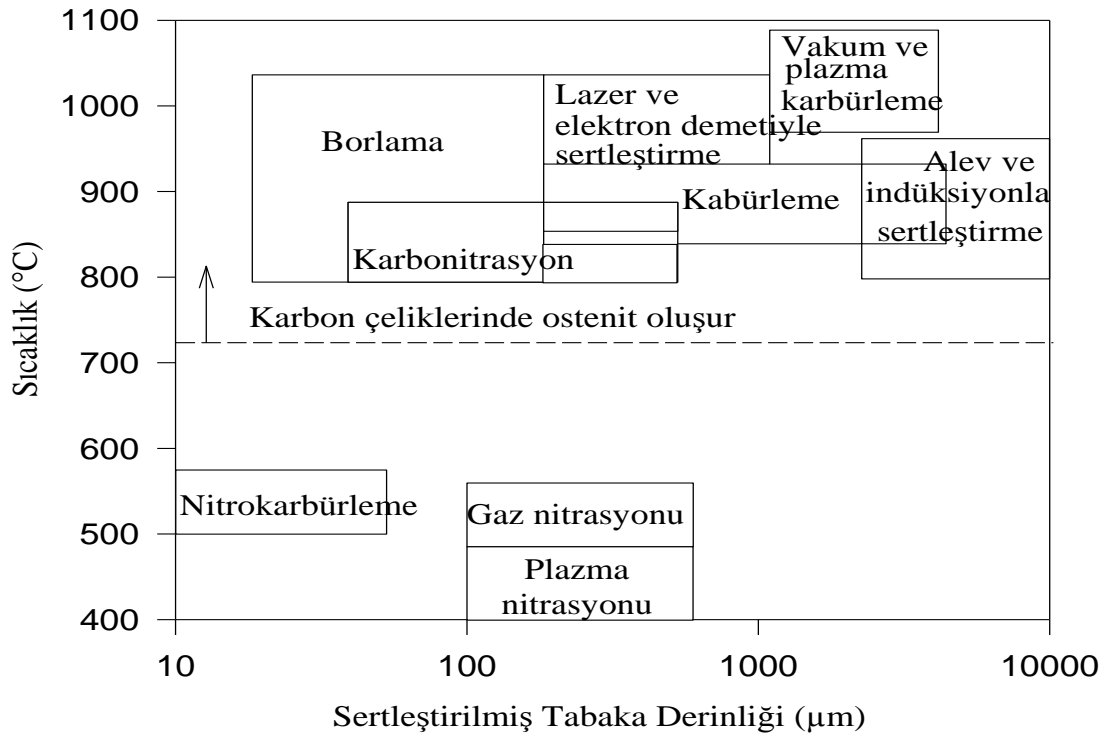 1100
1000
900
800
700
600
500
400
Sıcaklık (°C)
Vakum ve
plazma
karbürleme
Lazer ve
elektron demetiyle
sertleştirme
Borlama
Alev ve
indüksiyonla
sertleştirme
Kabürleme
Karbonitrasyon
Karbon çeliklerinde ostenit oluşur
Nitrokarbürleme
Gaz nitrasyonu
Plazma
nitrasyonu
10 100 1000 10000
Sertleştirilmiş Tabaka Derinliği (µm)